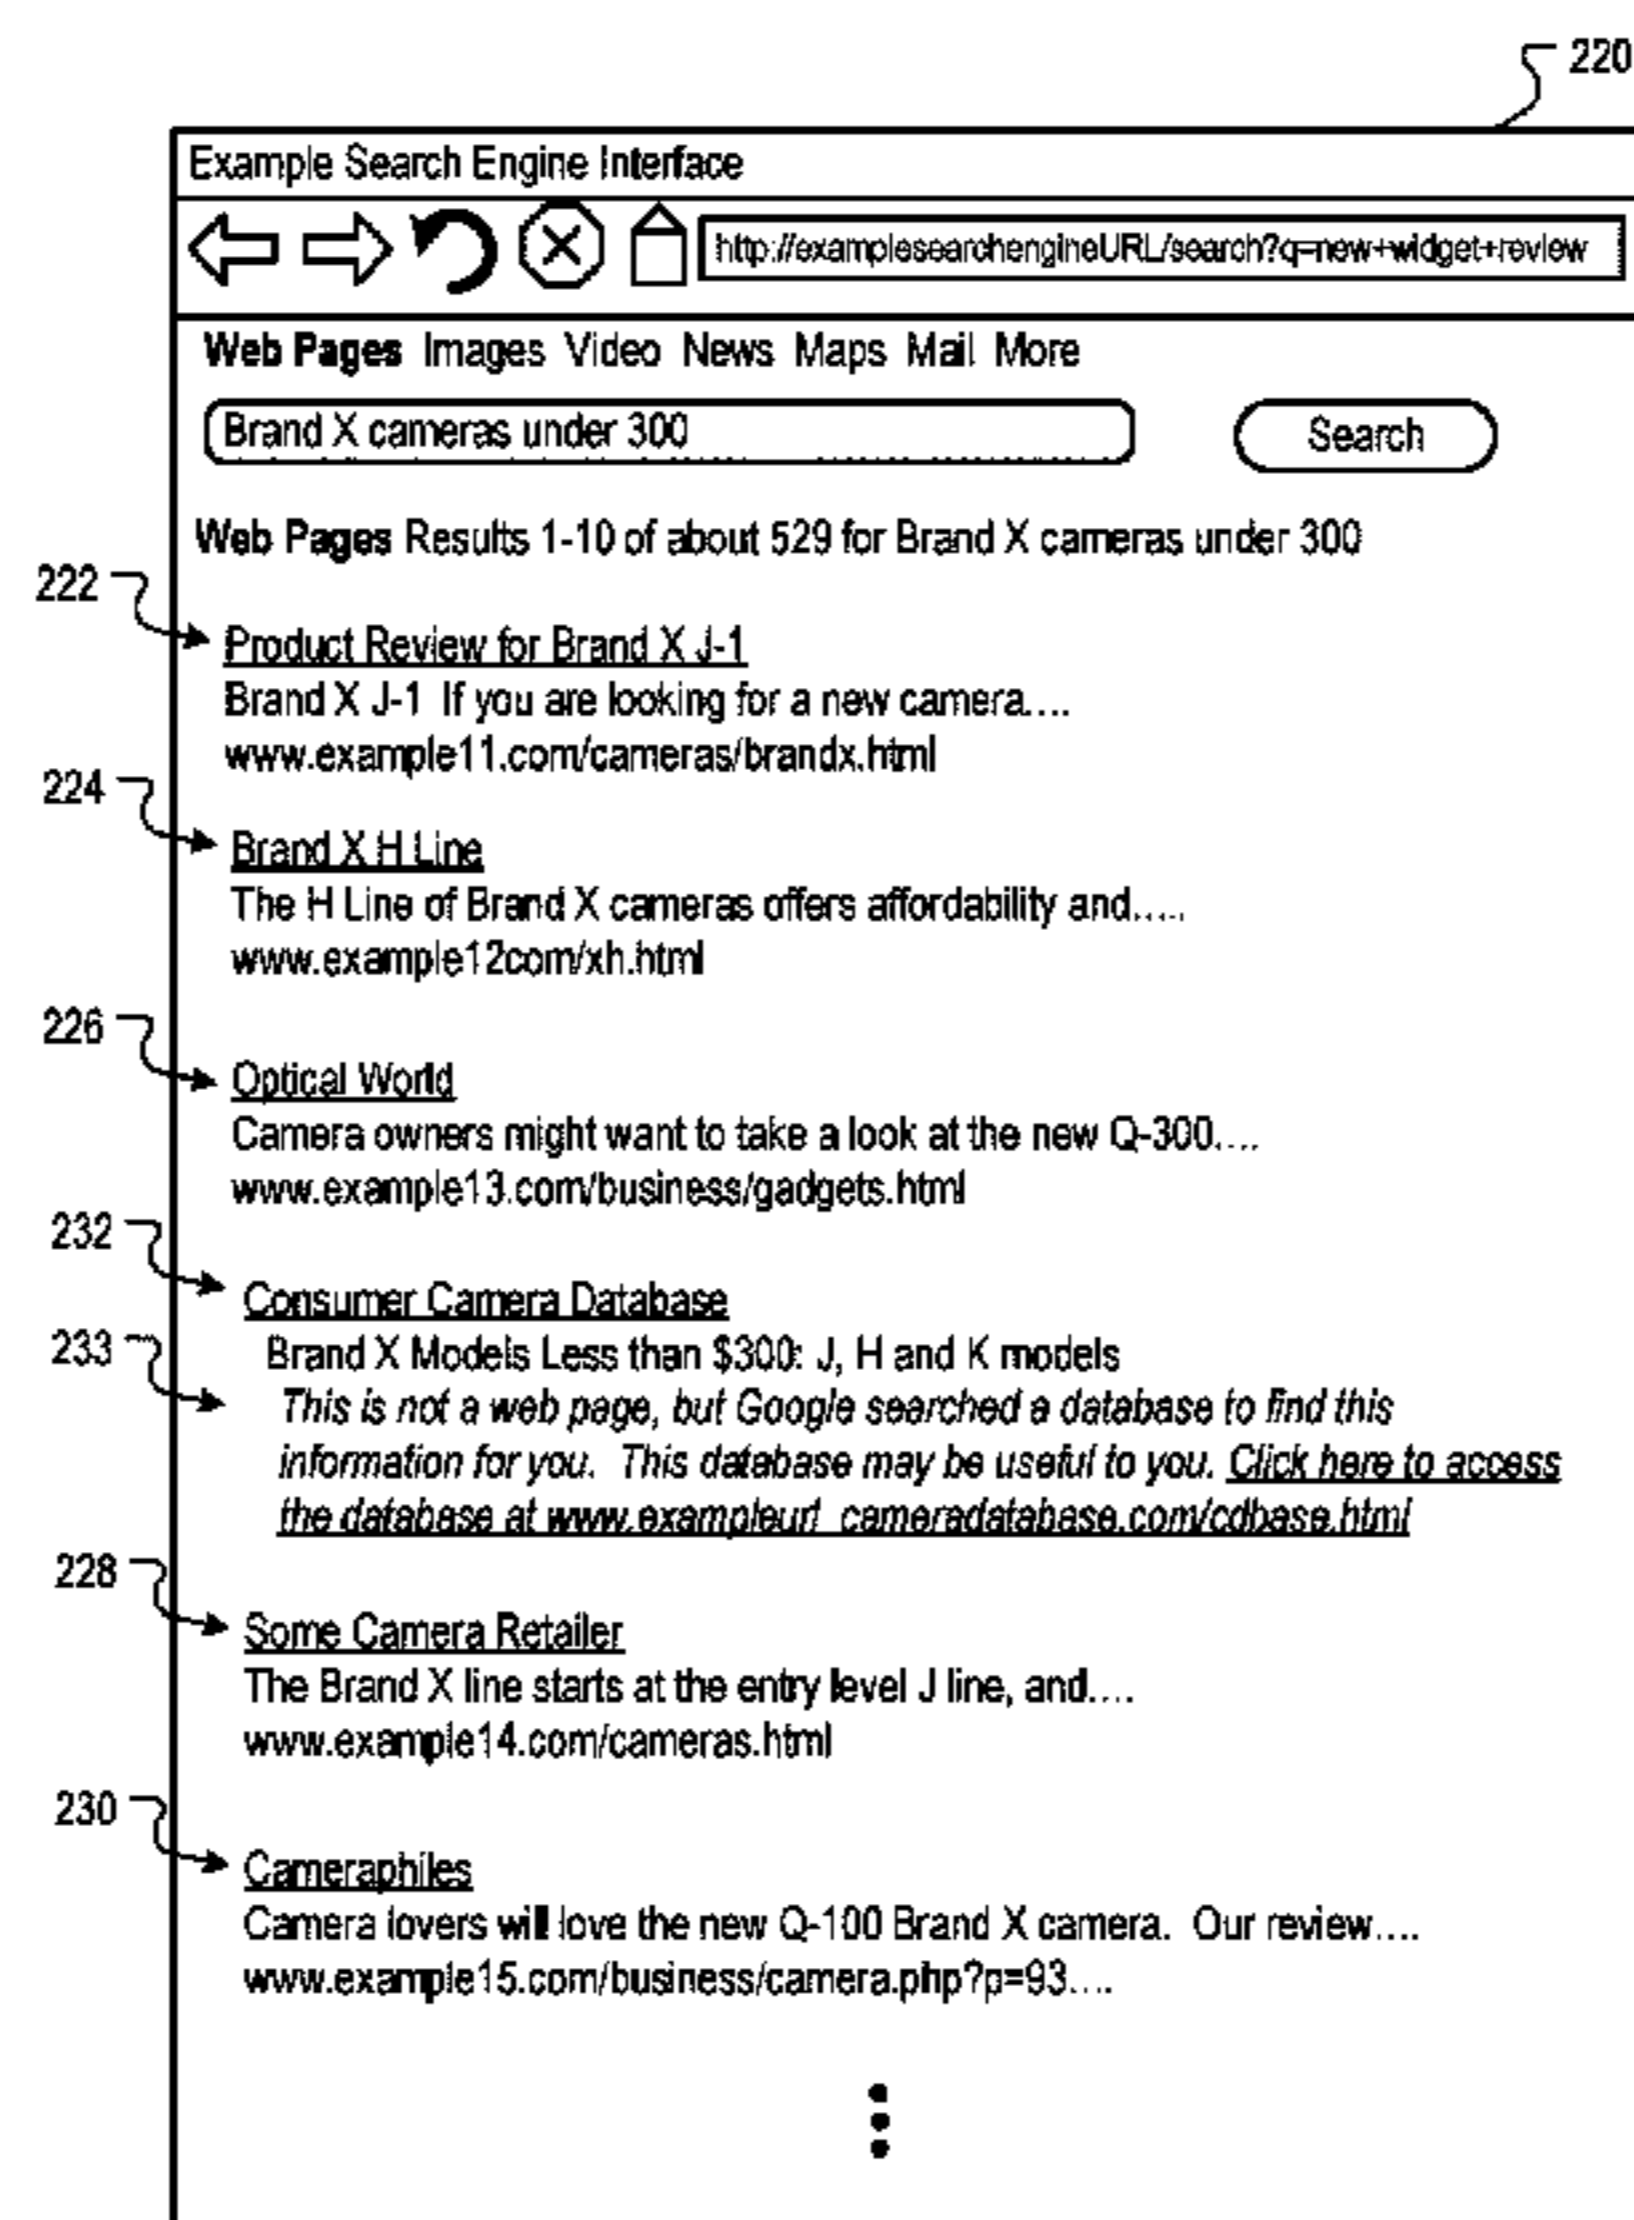 220
Example Search Engine Interface
http://examplesearchengineURL/search?q=new+widget+review
Web Pages Images Video News Maps Mail More
Brand X cameras under 300
Search
Web Pages Results 1-10 of about 529 for Brand X cameras under 300
222
Product Review for Brand X J-1
Brand X J-1 If you are looking for a new camera....
www.example11.com/cameras/brandx.html
224
Brand X H Line
The H Line of Brand X cameras offers affordability and.....
www.example12com/xh.html
226
Optical World
Camera owners might want to take a look at the new Q-300....
www.example13.com/business/gadgets.html
232
Consumer Camera Database
233
Brand X Models Less than $300: J, H and K models
This is not a web page, but Google searched a database to find this
information for you. This database may be useful to you. Click here to access
the database at www.exampleurl_cameradatabase.com/cdbase.html
228
Some Camera Retailer
The Brand X line starts at the entry level J line, and....
www.example14.com/cameras.html
230
Cameraphiles
Camera lovers will love the new Q-100 Brand X camera. Our review....
www.example15.com/business/camera.php?p=93....